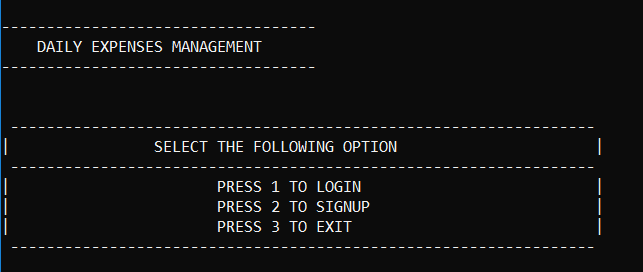 -----------------------------------
DAILY EXPENSES MANAGEMENT
-----------------------------------
-----------------------------------------------------------------
| SELECT THE FOLLOWING OPTION |
-----------------------------------------------------------------
| PRESS 1 TO LOGIN |
| PRESS 2 TO SIGNUP |
| PRESS 3 TO EXIT |
-----------------------------------------------------------------